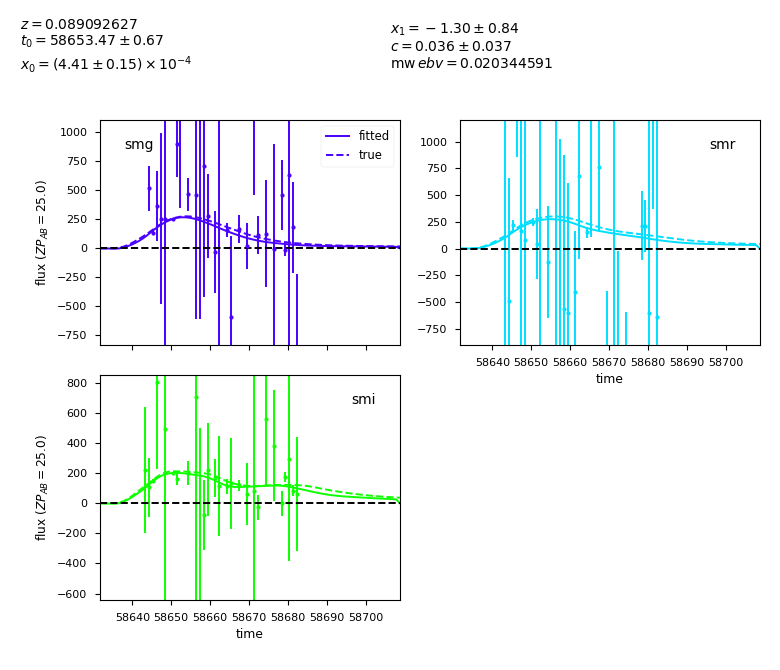 z = 0.089092627
t₀ = 58653.47 ± 0.67
x₀ = (4.41 ± 0.15) × 10⁻⁴
x₁ = −1.30 ± 0.84
c = 0.036 ± 0.037
mw ebv = 0.020344591
smg
fitted
true
1000
750
500
250
0
−250
−500
−750
flux (ZP_AB = 25.0)
smr
1000
750
500
250
0
−250
−500
−750
58640 58650 58660 58670 58680 58690 58700
time
smi
800
600
400
200
0
−200
−400
−600
flux (ZP_AB = 25.0)
58640 58650 58660 58670 58680 58690 58700
time